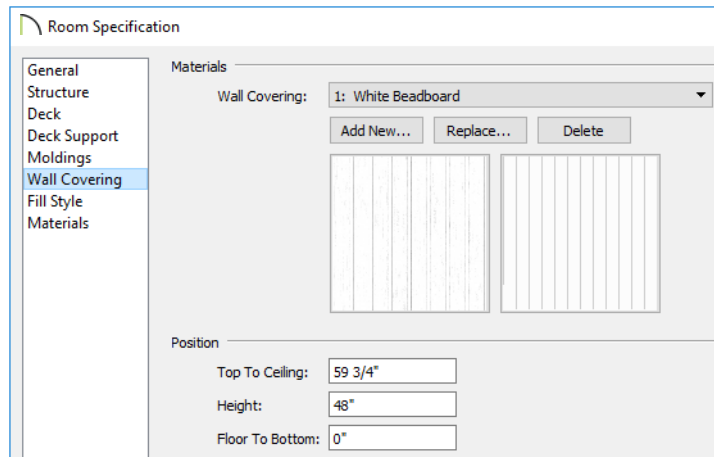 Room Specification
General
Structure
Deck
Deck Support
Moldings
Wall Covering
Fill Style
Materials
Materials
Wall Covering: 1: White Beadboard
Add New... Replace... Delete
Position
Top To Ceiling: 59 3/4"
Height: 48"
Floor To Bottom: 0"